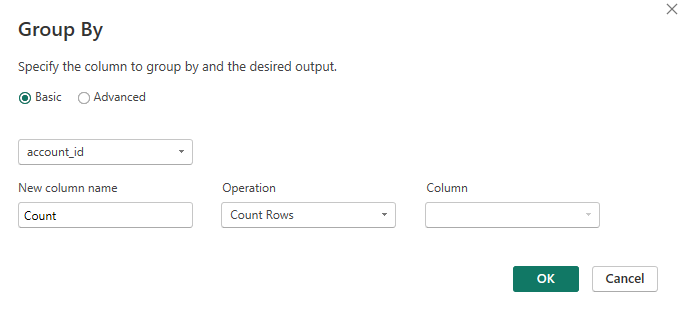 Group By
Specify the column to group by and the desired output.
Basic Advanced
account_id
New column name Operation Column
Count Count Rows
OK Cancel